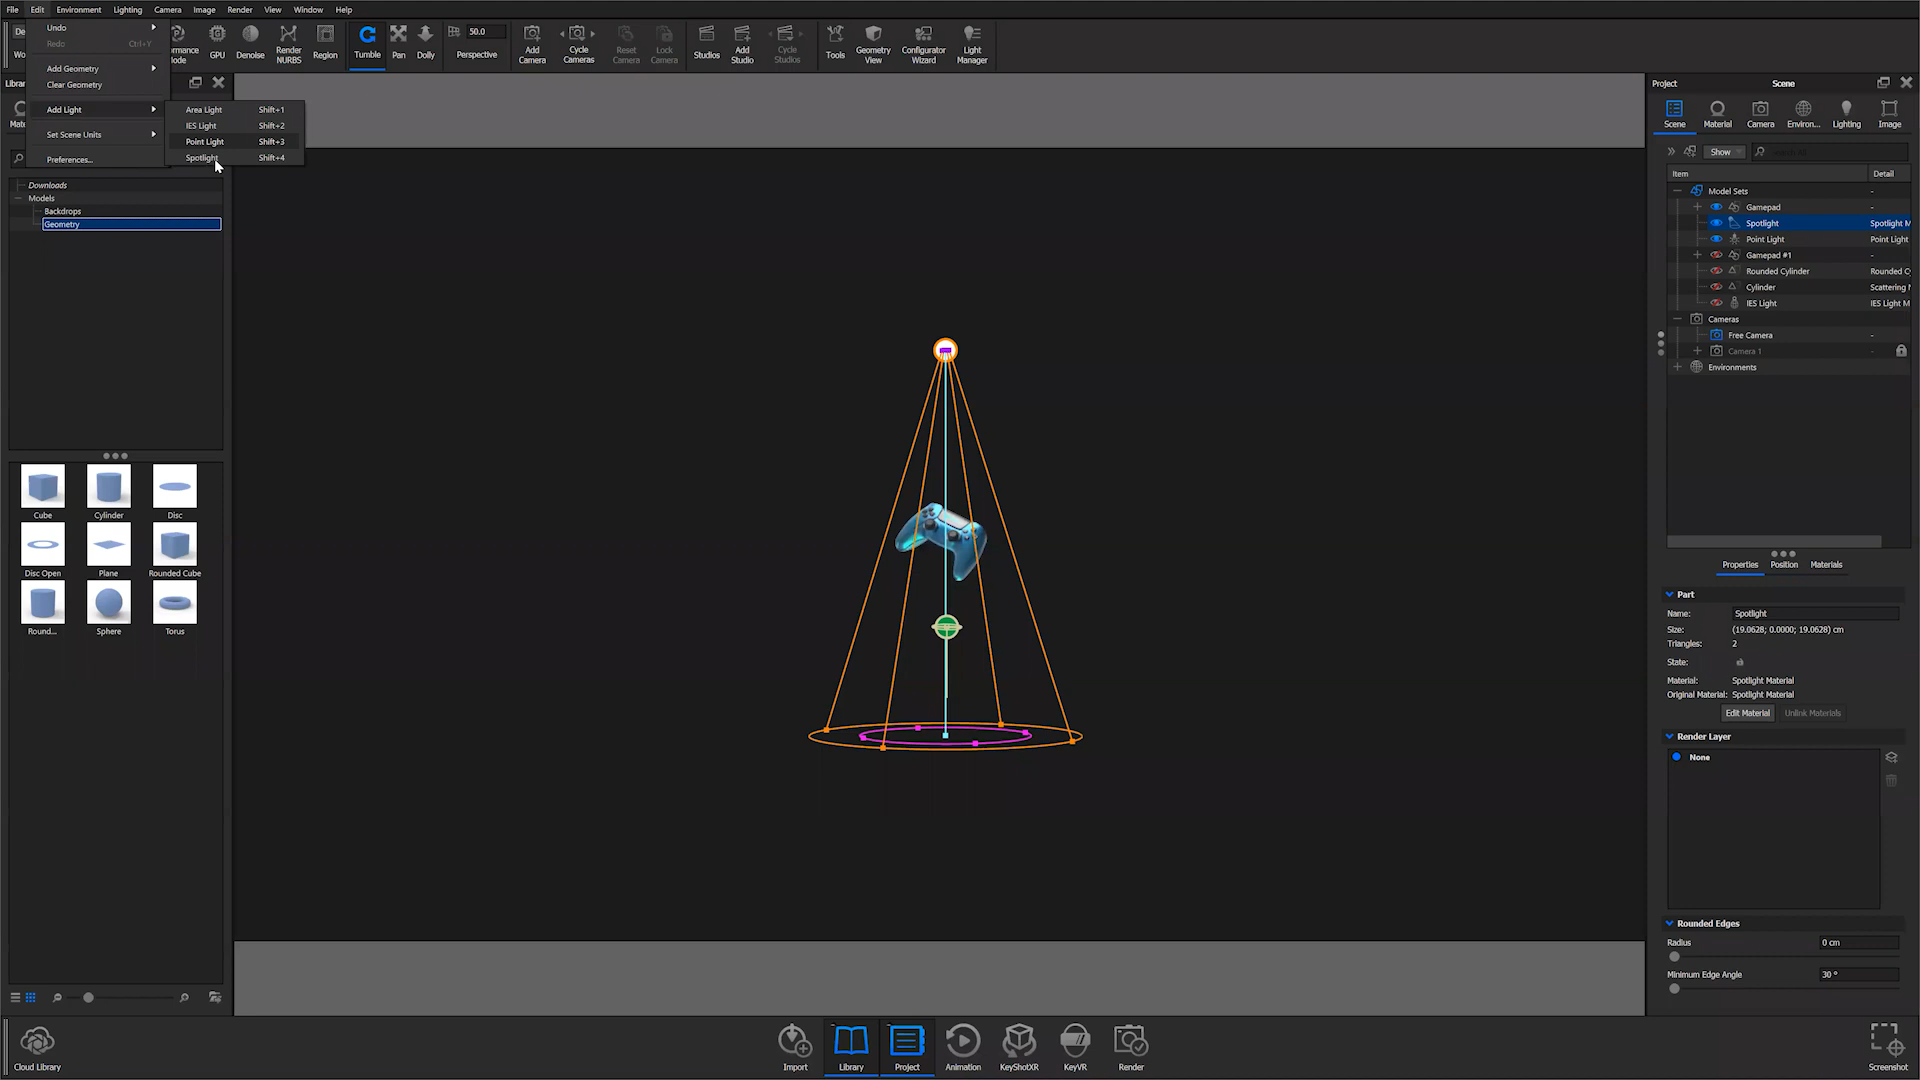 File Edit Environment Lighting Camera Image Render View Window Help
Undo
Redo Ctrl+Y
Add Geometry
Clear Geometry
Add Light
Set Scene Units
Preferences...
Area Light Shift+1
IES Light Shift+2
Point Light Shift+3
Spotlight Shift+4
GPU
Denoise
Render
NURBS
Region
Tumble
Pan
Dolly
50.0
Perspective
Add
Camera
Cycle
Cameras
Reset
Camera
Lock
Camera
Studios
Add
Studio
Cycle
Studios
Tools
Geometry
View
Configurator
Wizard
Light
Manager
Downloads
Models
Backdrops
Geometry
Cube Cylinder Disc
Disc Open Plane Rounded Cube
Round... Sphere Torus
Project Scene
Scene Material Camera Environ... Lighting Image
Show
Item Detail
Model Sets -
Gamepad -
Spotlight Spotlight M
Point Light Point Light
Gamepad #1 -
Rounded Cylinder Rounded C
Cylinder Scattering
IES Light IES Light M
Cameras
Free Camera -
Camera 1 -
Environments
Properties Position Materials
Part
Name: Spotlight
Size: (19.0628; 0.0000; 19.0628) cm
Triangles: 2
State:
Material: Spotlight Material
Original Material: Spotlight Material
Edit Material Unlink Materials
Render Layer
None
Rounded Edges
Radius 0 cm
Minimum Edge Angle 30 °
Cloud Library
Import Library Project Animation KeyShotXR KeyVR Render
Screenshot